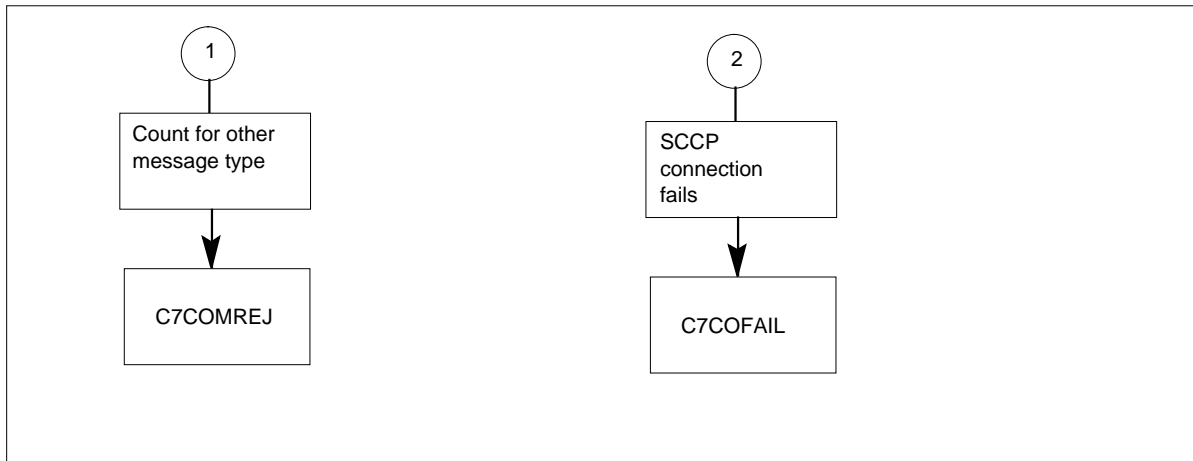 1
Count for other
message type
C7COMREJ
2
SCCP
connection
fails
C7COFAIL